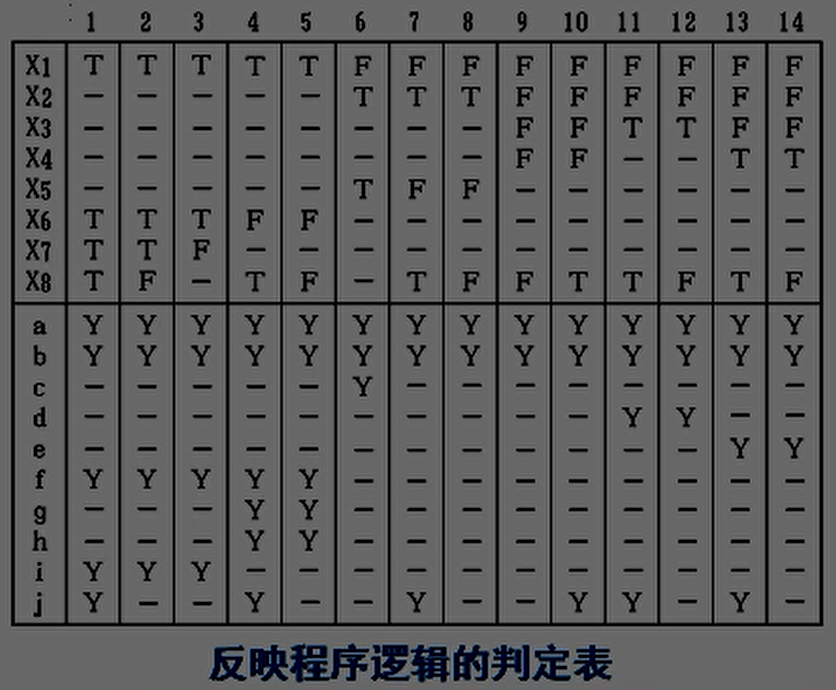 1 2 3 4 5 6 7 8 9 10 11 12 13 14
X1 T T T T T F F F F F F F F F
X2 – – – – – T T T F F F F F F
X3 – – – – – – – – F F T T F F
X4 – – – – – – – – F F – – T T
X5 – – – – – T F F – – – – – –
X6 T T T F F – – – – – – – – –
X7 T T F – – – – – – – – – – –
X8 T F – T F – T F F T T F T F
a Y Y Y Y Y Y Y Y Y Y Y Y Y Y
b Y Y Y Y Y Y Y Y Y Y Y Y Y Y
c – – – – – Y – – – – – – – –
d – – – – – – – – – – Y Y – –
e – – – – – – – – – – – – Y Y
f Y Y Y Y Y – – – – – – – – –
g – – – Y Y – – – – – – – – –
h – – – Y Y – – – – – – – – –
i Y Y Y – – – – – – – – – – –
j Y – – Y – – Y – – Y Y – Y –
反映程序逻辑的判定表